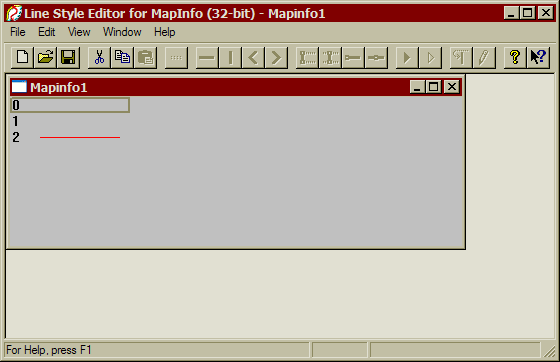 Line Style Editor for MapInfo (32-bit) - Mapinfo1
File Edit View Window Help
Mapinfo1
0
1
2
For Help, press F1